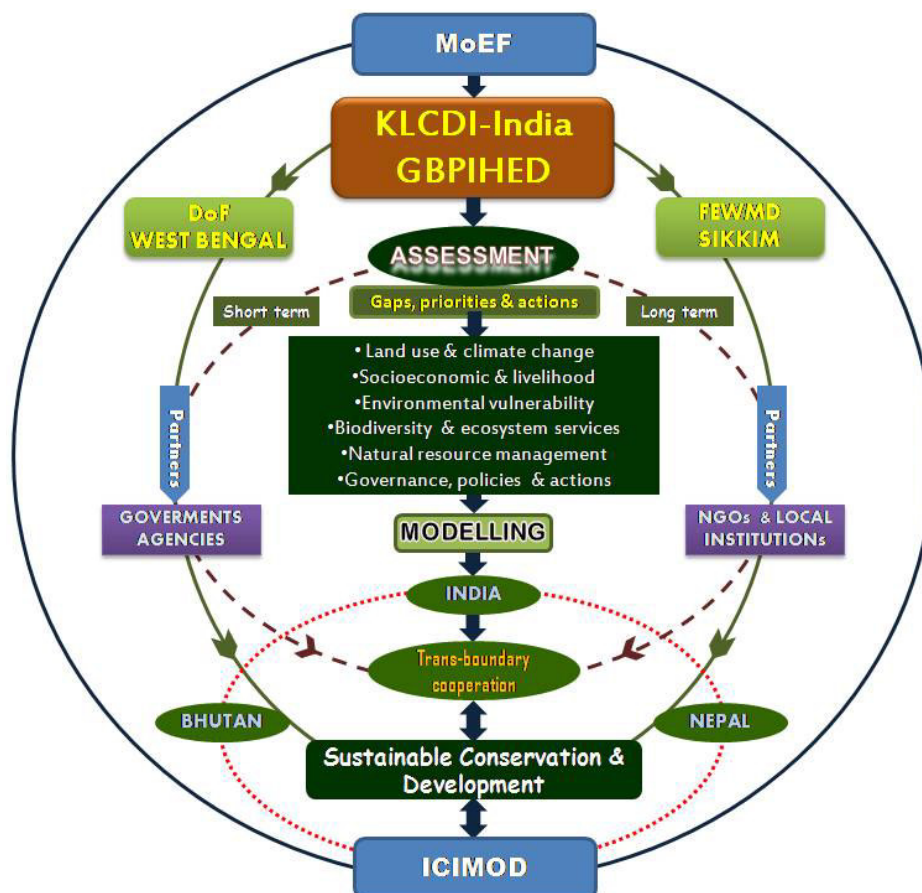 MoEF
KLCDI-India
GBPIHED
DoF
WEST BENGAL
FEWMD
SIKKIM
ASSESSMENT
Gaps, priorities & actions
Short term
Long term
•Land use & climate change
•Socioeconomic & livelihood
•Environmental vulnerability
•Biodiversity & ecosystem services
•Natural resource management
•Governance, policies & actions
Partners
Partners
GOVERMENTS
AGENCIES
NGOs & LOCAL
INSTITUTIONs
MODELLING
INDIA
Trans-boundary
cooperation
BHUTAN
NEPAL
Sustainable Conservation &
Development
ICIMOD